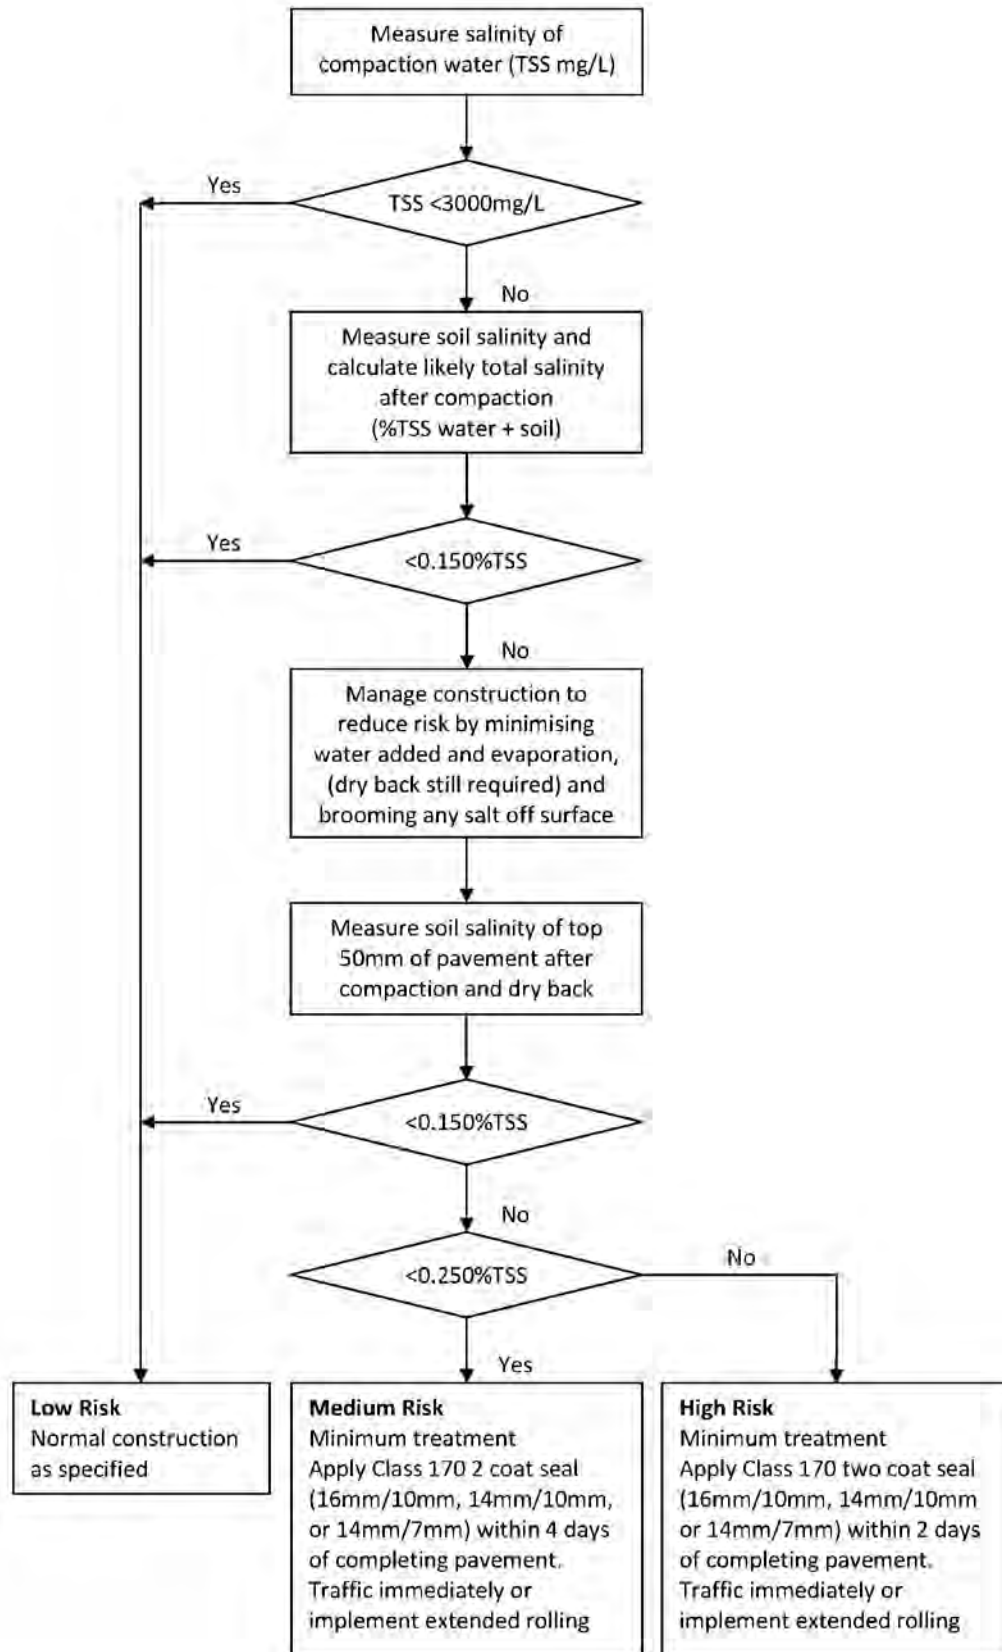 Measure salinity of
compaction water (TSS mg/L)
Yes
TSS <3000mg/L
No
Measure soil salinity and
calculate likely total salinity
after compaction
(%TSS water + soil)
Yes
<0.150%TSS
No
Manage construction to
reduce risk by minimising
water added and evaporation,
(dry back still required) and
brooming any salt off surface
Measure soil salinity of top
50mm of pavement after
compaction and dry back
Yes
<0.150%TSS
No
<0.250%TSS
No
Yes
Low Risk
Normal construction
as specified
Medium Risk
Minimum treatment
Apply Class 170 2 coat seal
(16mm/10mm, 14mm/10mm,
or 14mm/7mm) within 4 days
of completing pavement.
Traffic immediately or
implement extended rolling
High Risk
Minimum treatment
Apply Class 170 two coat seal
(16mm/10mm, 14mm/10mm
or 14mm/7mm) within 2 days
of completing pavement.
Traffic immediately or
implement extended rolling